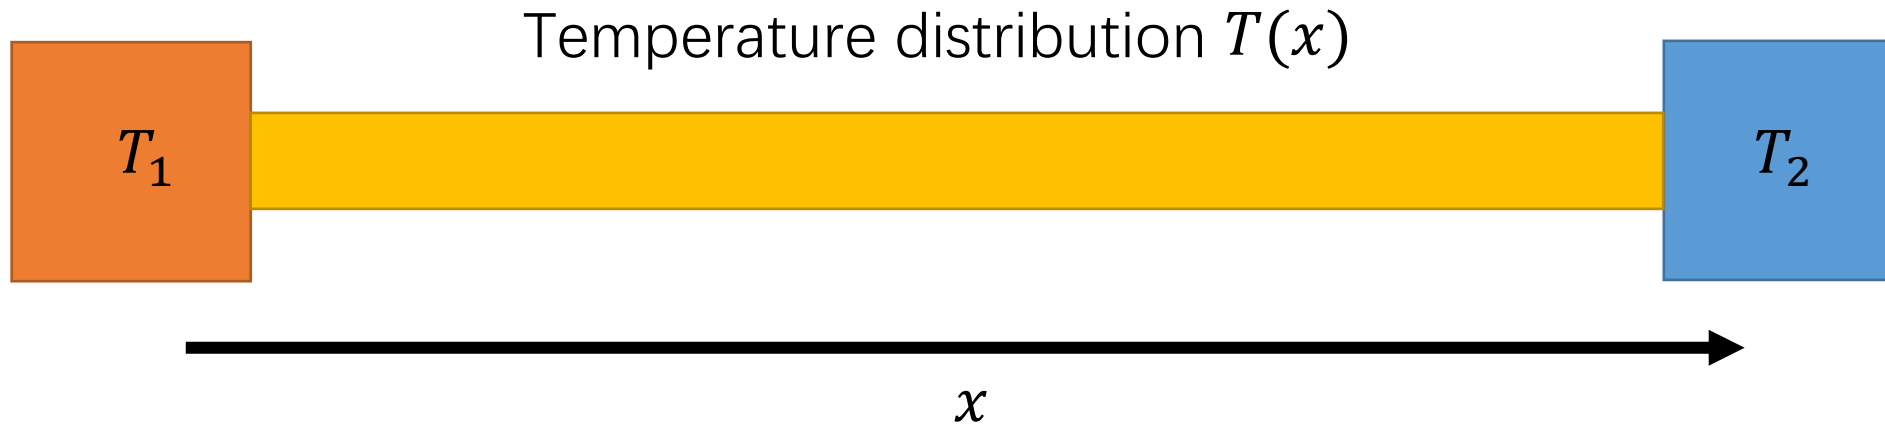 Temperature distribution T(x)
T₁
T₂
x